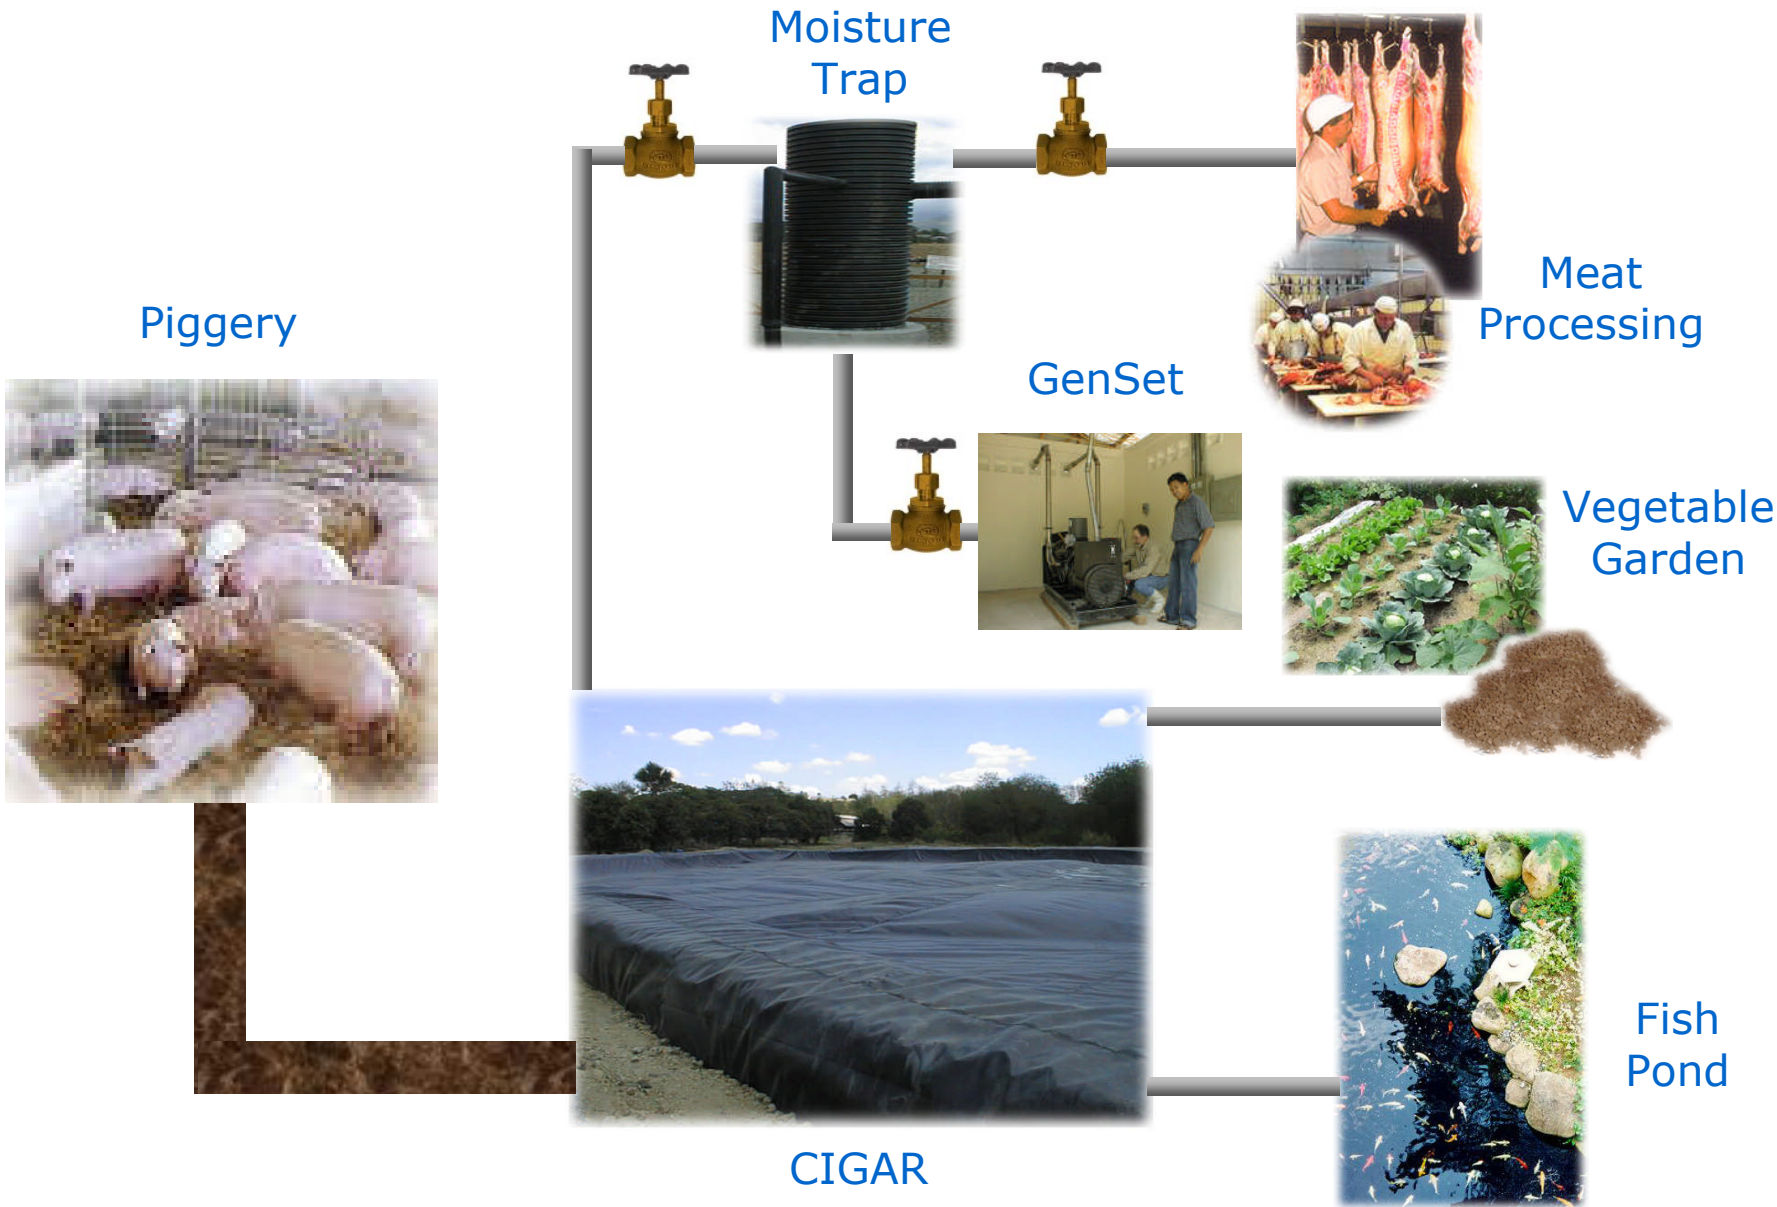 Moisture
Trap
Piggery
Meat
Processing
GenSet
Vegetable
Garden
Fish
Pond
CIGAR